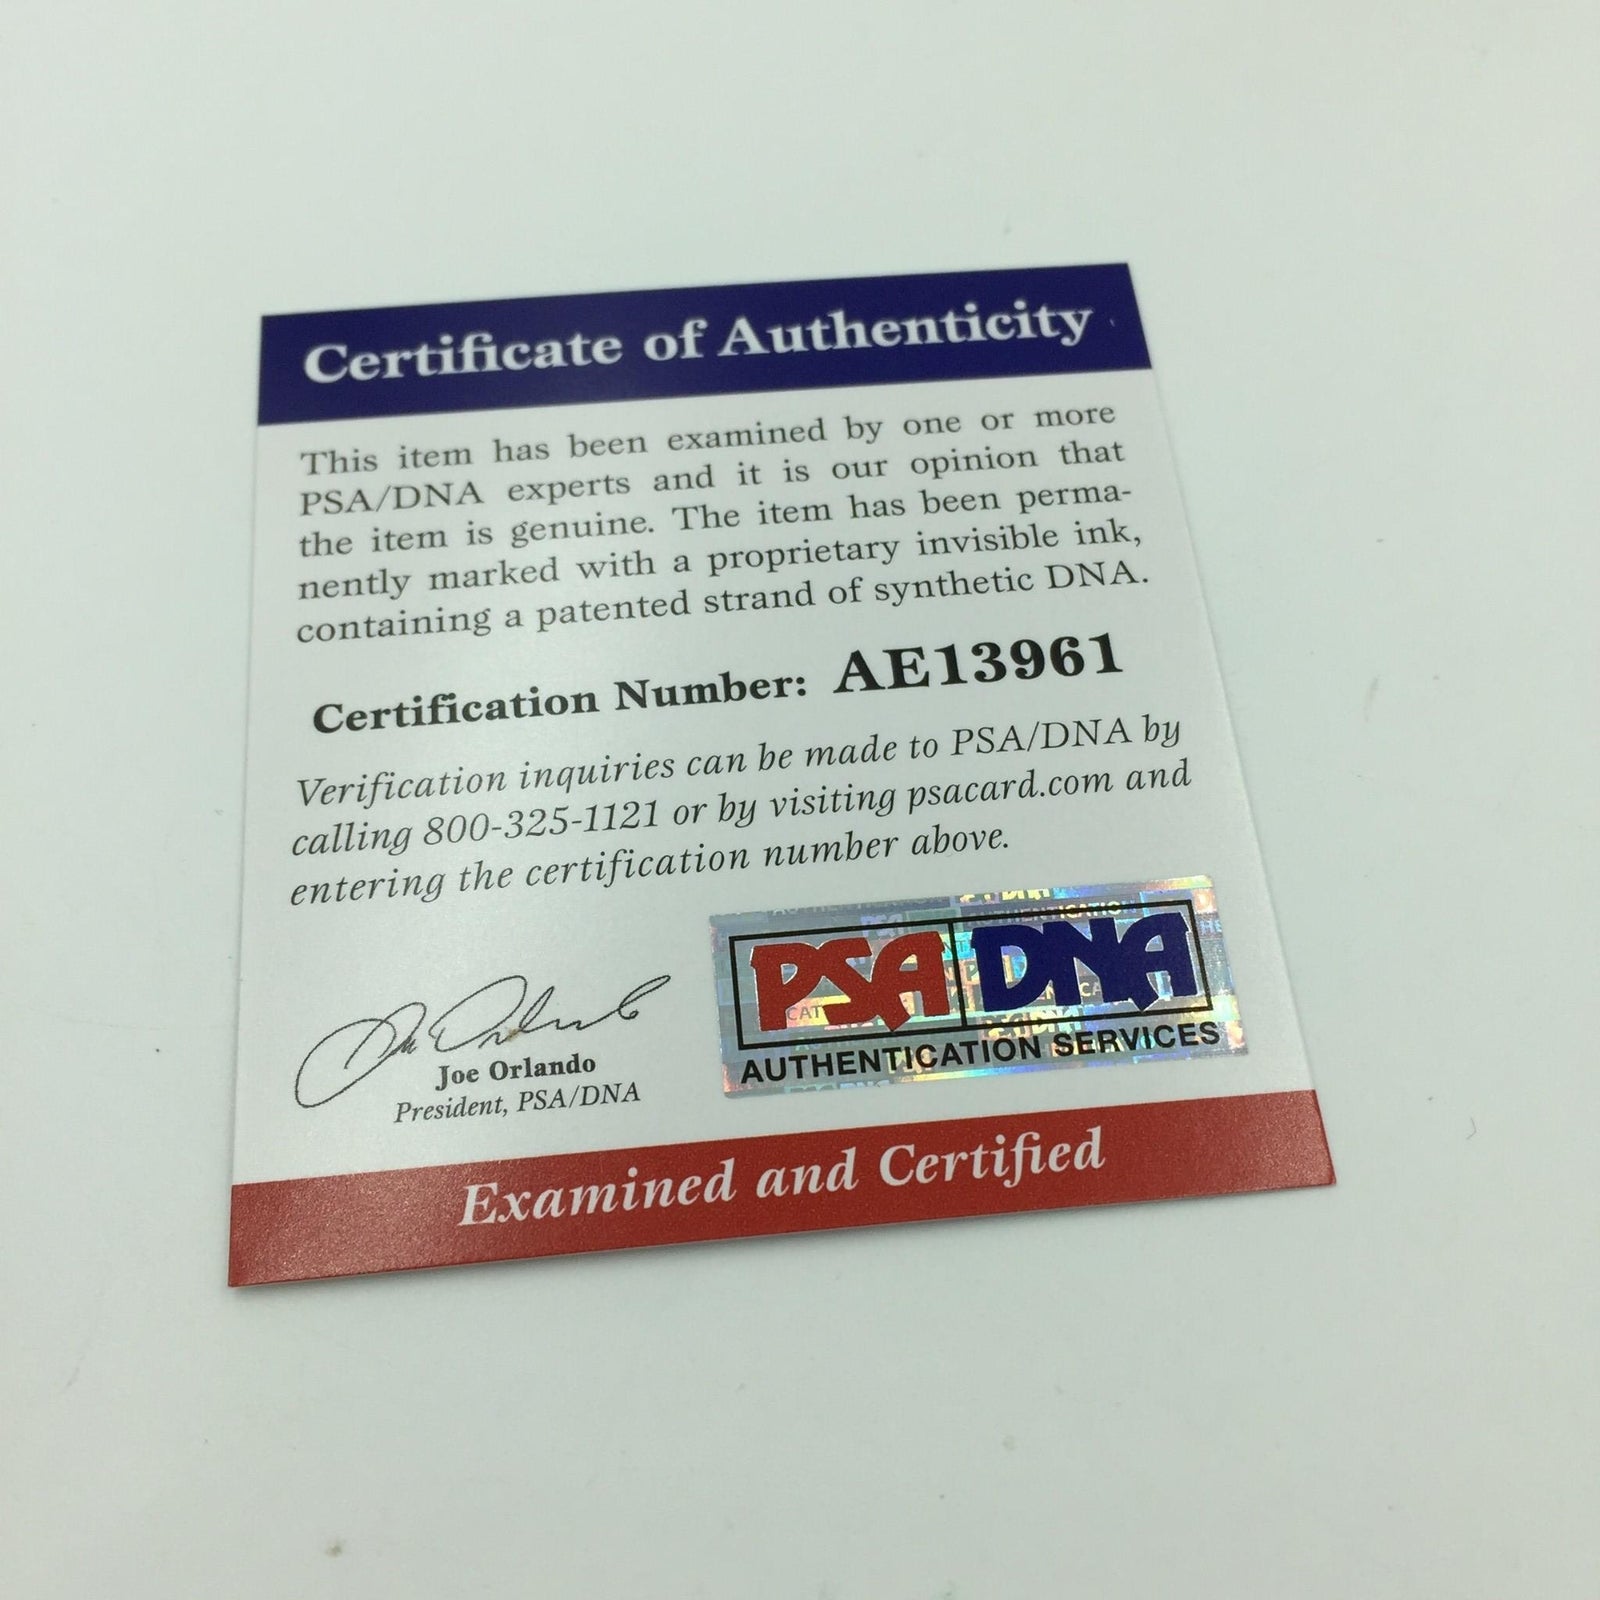 Certificate of Authenticity
This item has been examined by one or more
PSA/DNA experts and it is our opinion that
the item is genuine. The item has been perma-
nently marked with a proprietary invisible ink,
containing a patented strand of synthetic DNA.
Certification Number: AE13961
Verification inquiries can be made to PSA/DNA by
calling 800-325-1121 or by visiting psacard.com and
entering the certification number above.
Joe Orlando
President, PSA/DNA
PSA DNA
AUTHENTICATION SERVICES
Examined and Certified